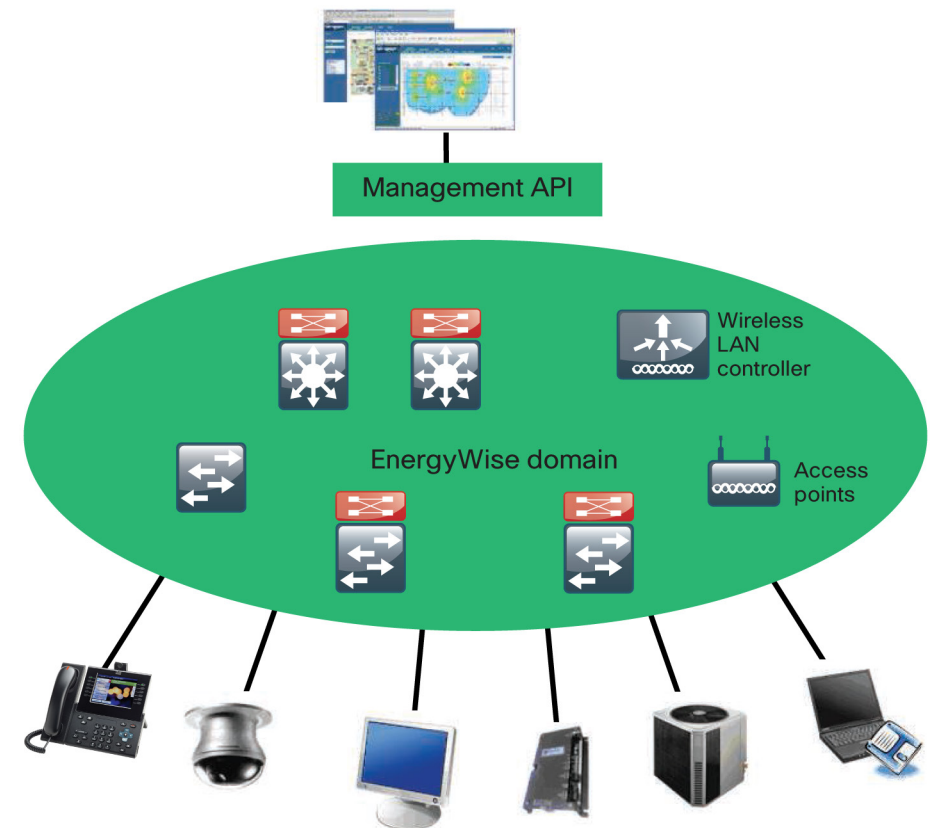 Management API
Wireless
LAN
controller
EnergyWise domain
Access
points